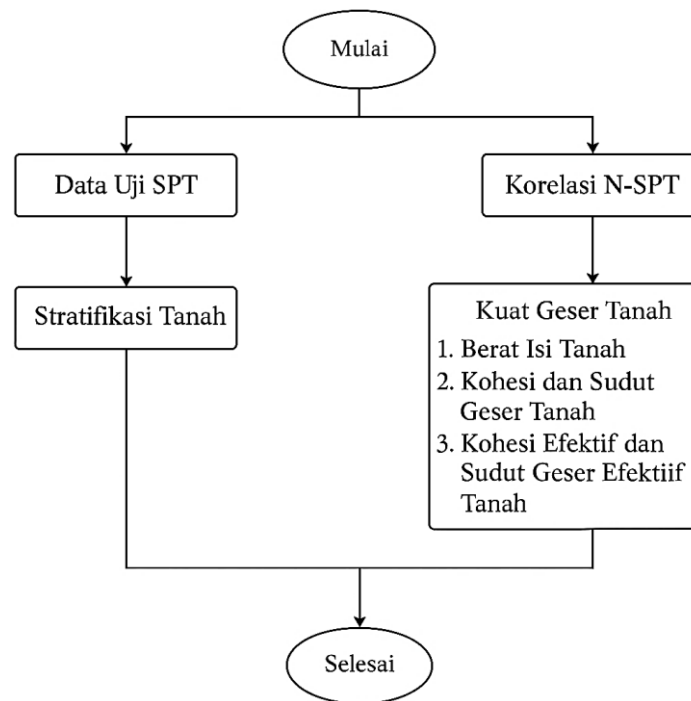 Mulai
Data Uji SPT
Korelasi N-SPT
Stratifikasi Tanah
Kuat Geser Tanah
1. Berat Isi Tanah
2. Kohesi dan Sudut
Geser Tanah
3. Kohesi Efektif dan
Sudut Geser Efektiif
Tanah
Selesai